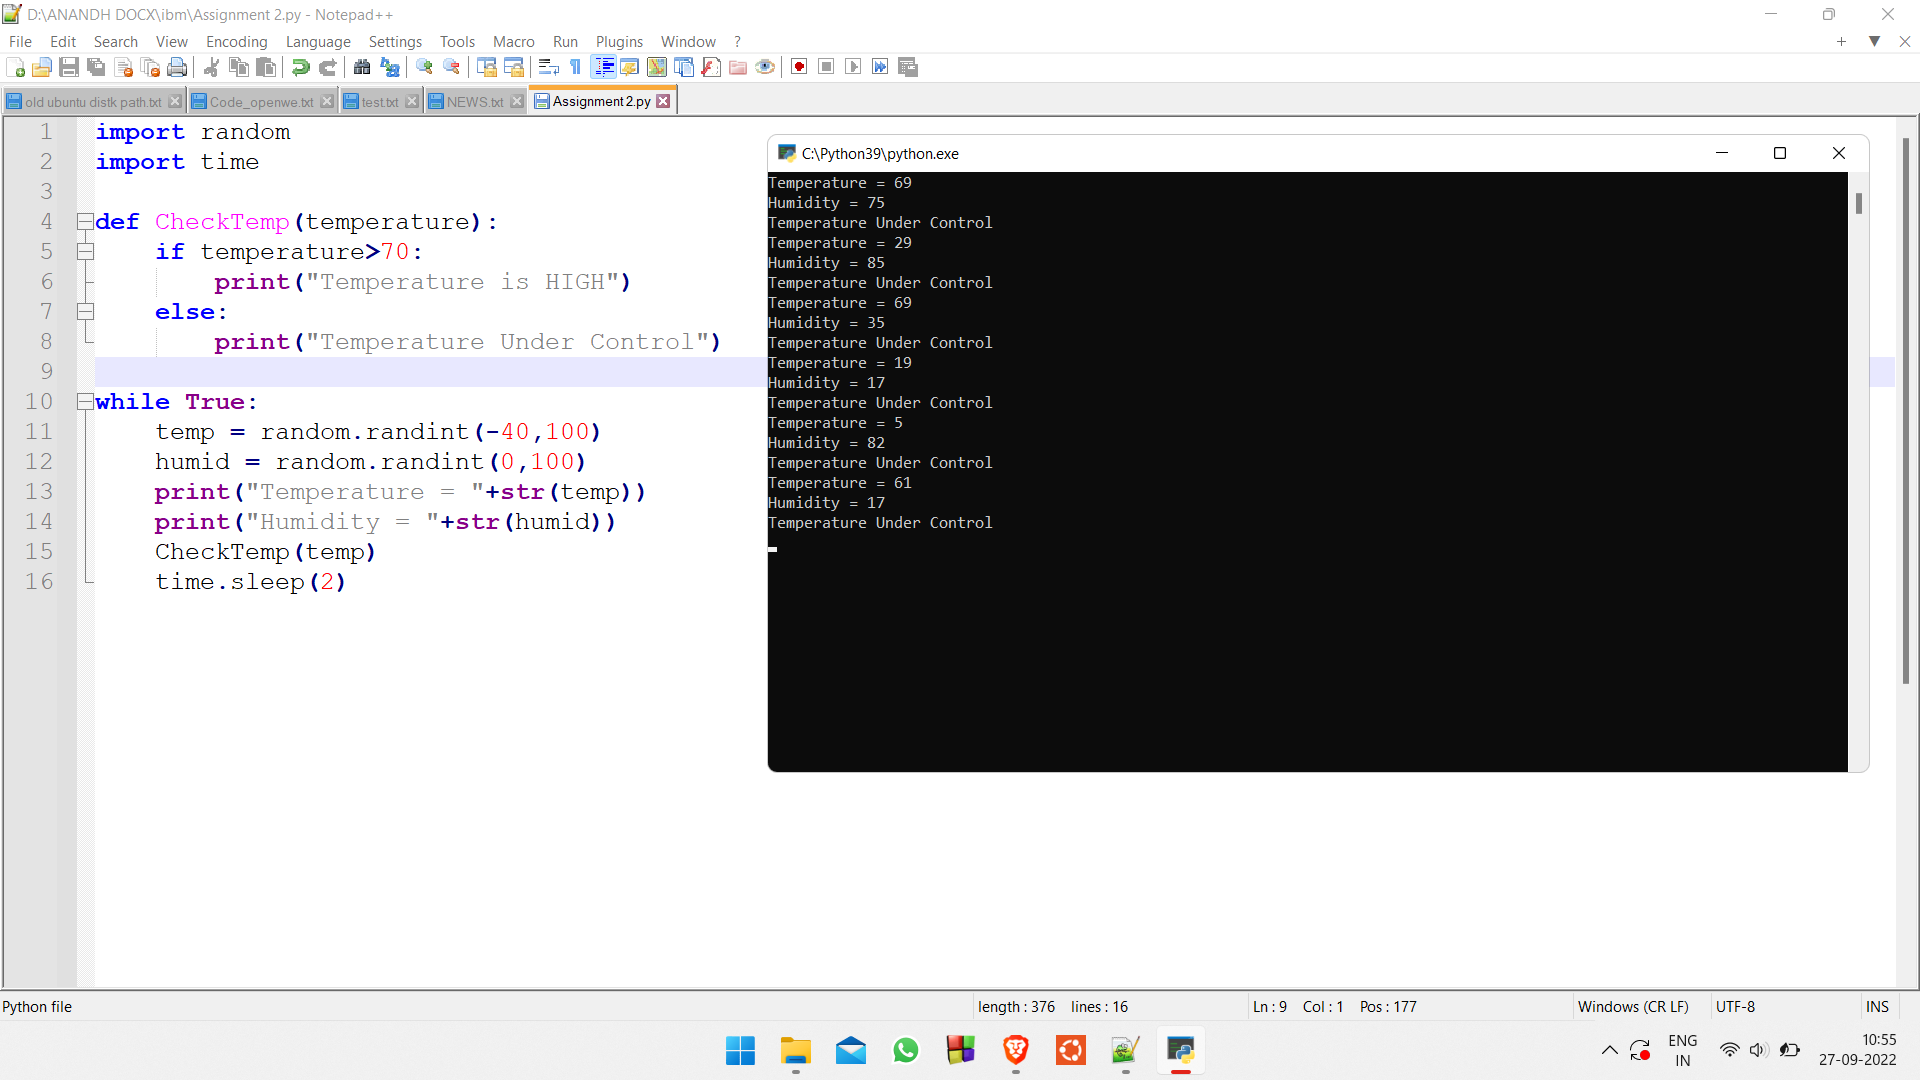 D:\ANANDH DOCX\ibm\Assignment 2.py - Notepad++
File Edit Search View Encoding Language Settings Tools Macro Run Plugins Window ?
old ubuntu distk path.txt Code_openwe.txt test.txt NEWS.txt Assignment 2.py
1 import random
2 import time
3
4 def CheckTemp(temperature):
5     if temperature>70:
6         print("Temperature is HIGH")
7     else:
8         print("Temperature Under Control")
9
10 while True:
11     temp = random.randint(-40,100)
12     humid = random.randint(0,100)
13     print("Temperature = "+str(temp))
14     print("Humidity = "+str(humid))
15     CheckTemp(temp)
16     time.sleep(2)
C:\Python39\python.exe
Temperature = 69
Humidity = 75
Temperature Under Control
Temperature = 29
Humidity = 85
Temperature Under Control
Temperature = 69
Humidity = 35
Temperature Under Control
Temperature = 19
Humidity = 17
Temperature Under Control
Temperature = 5
Humidity = 82
Temperature Under Control
Temperature = 61
Humidity = 17
Temperature Under Control
Python file length : 376 lines : 16 Ln : 9 Col : 1 Pos : 177 Windows (CR LF) UTF-8 INS
ENG
IN
10:55
27-09-2022